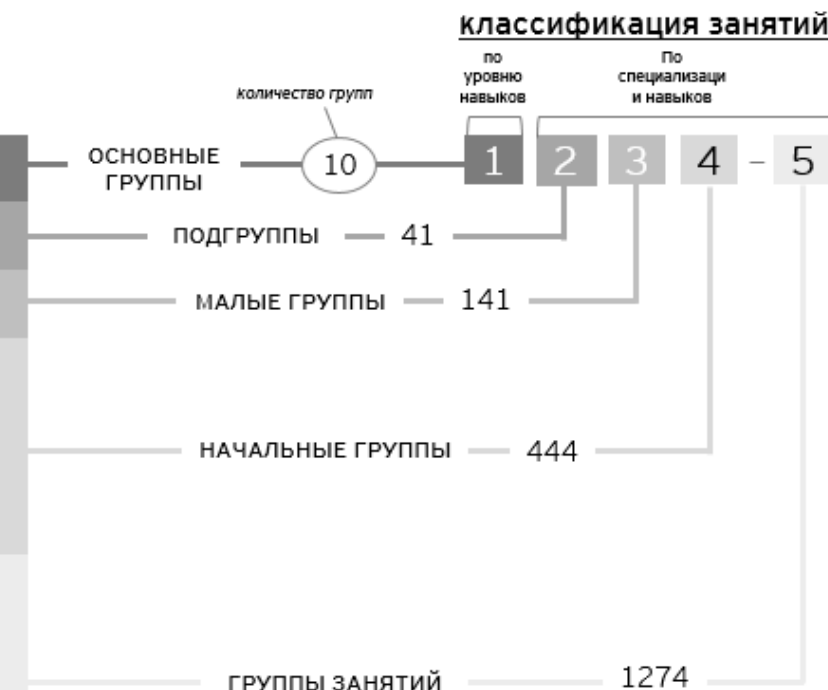 классификация занятий
по
уровню
навыков
По
специализаци
и навыков
количество групп
ОСНОВНЫЕ
ГРУППЫ
10
1 2 3 4 – 5
ПОДГРУППЫ 41
МАЛЫЕ ГРУППЫ 141
НАЧАЛЬНЫЕ ГРУППЫ 444
ГРУППЫ ЗАНЯТИЙ 1274